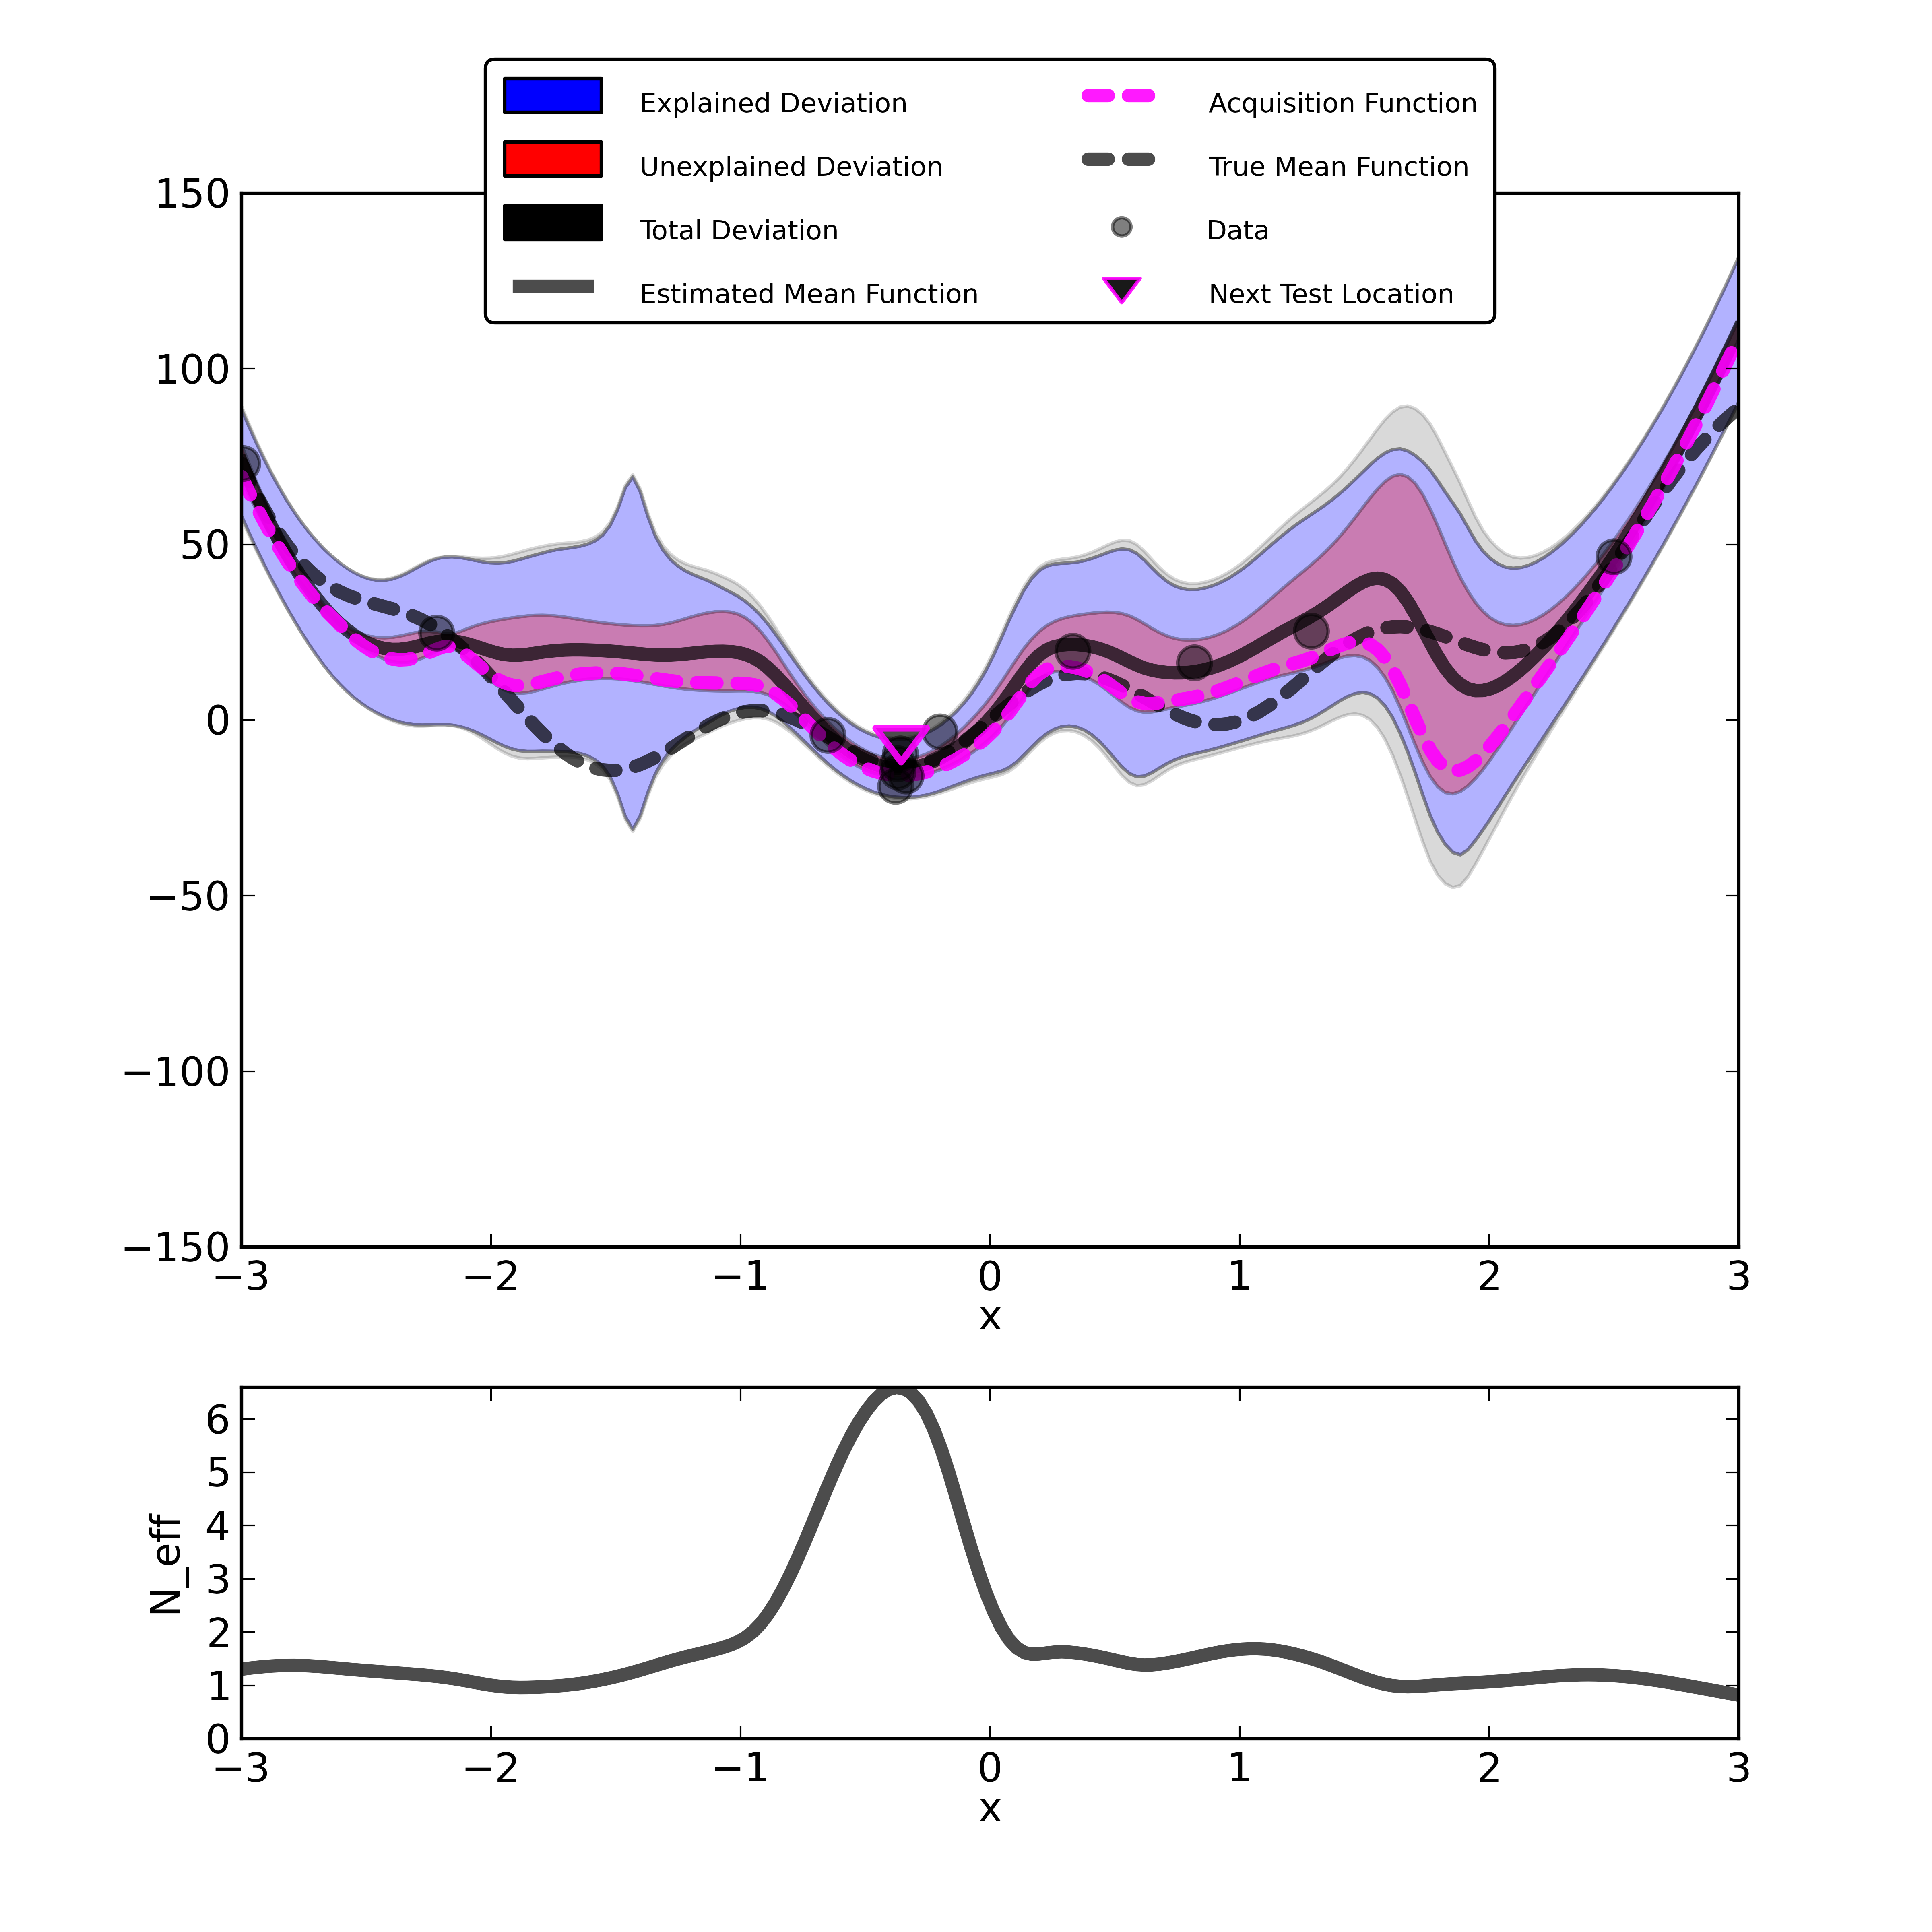 Explained Deviation
Unexplained Deviation
Total Deviation
Estimated Mean Function
Acquisition Function
True Mean Function
Data
Next Test Location
150
100
50
0
−50
−100
−150
−3 −2 −1 0 1 2 3
x
N_eff
6
5
4
3
2
1
0
−3 −2 −1 0 1 2 3
x